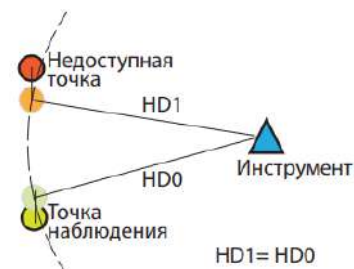 Недоступная
точка
HD1
Инструмент
HD0
Точка
наблюдения
HD1= HD0